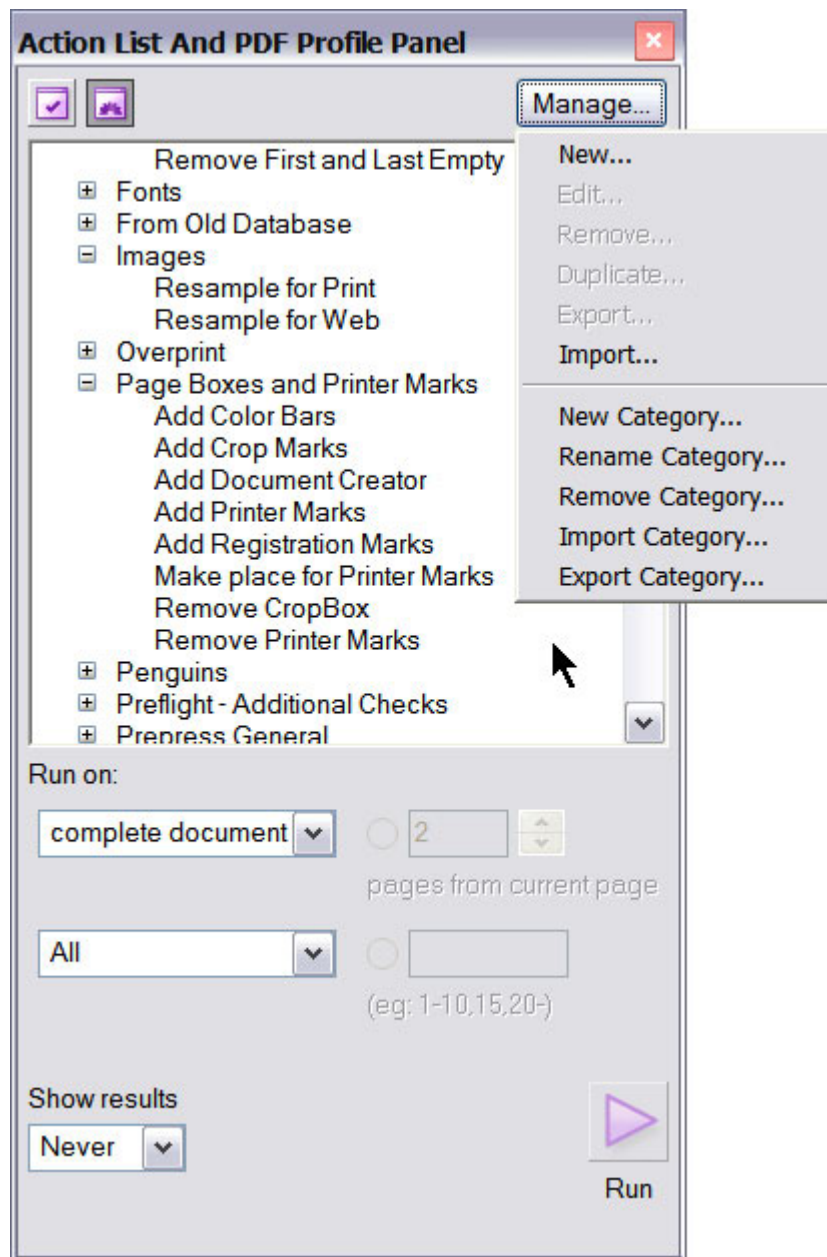 Action List And PDF Profile Panel
Manage...
New...
Edit...
Remove...
Duplicate...
Export...
Import...
New Category...
Rename Category...
Remove Category...
Import Category...
Export Category...
Remove First and Last Empty
Fonts
From Old Database
Images
Resample for Print
Resample for Web
Overprint
Page Boxes and Printer Marks
Add Color Bars
Add Crop Marks
Add Document Creator
Add Printer Marks
Add Registration Marks
Make place for Printer Marks
Remove CropBox
Remove Printer Marks
Penguins
Preflight - Additional Checks
Prepress General
Run on:
complete document
2
pages from current page
All
(eg: 1-10,15,20-)
Show results
Never
Run